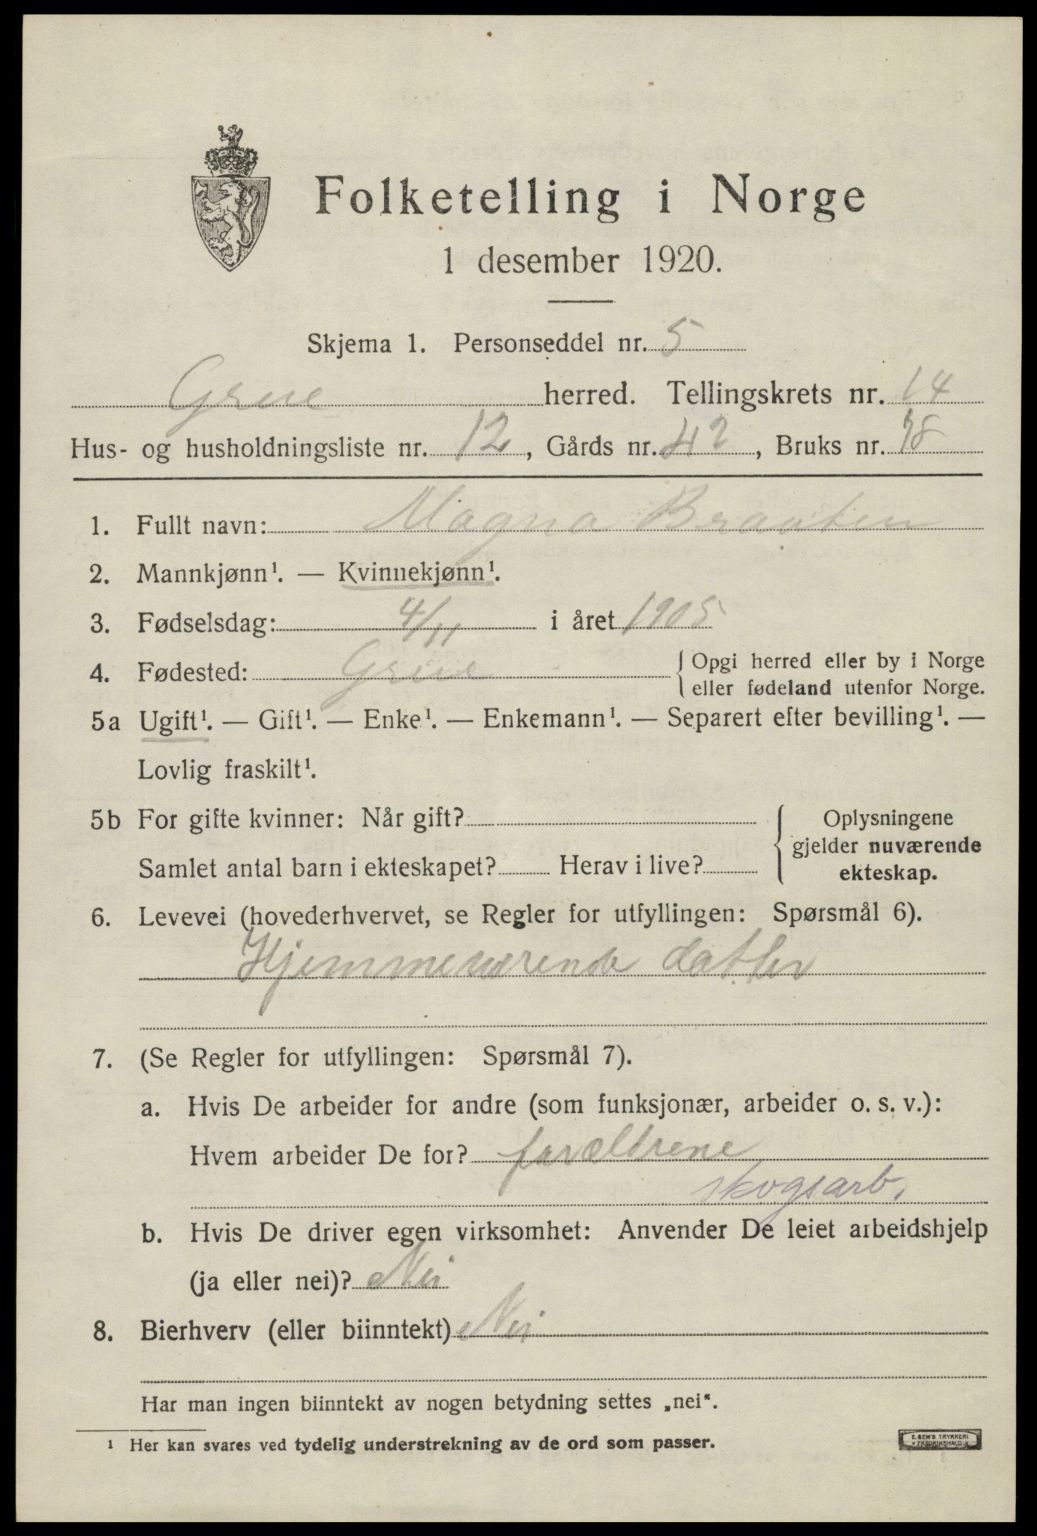 Folketelling i Norge
1 desember 1920.
Skjema 1. Personseddel nr. 5
Grue herred. Tellingskrets nr. 14
Hus- og husholdningsliste nr. 12, Gårds nr. 42, Bruks nr. 78
1. Fullt navn: Magna Braaten
2. Mannkjønn¹. — Kvinnekjønn¹.
3. Fødselsdag: 4/11 i året 1905
4. Fødested: Grue { Opgi herred eller by i Norge
eller fødeland utenfor Norge.
5a Ugift¹. — Gift¹. — Enke¹. — Enkemann¹. — Separert efter bevilling¹. —
Lovlig fraskilt¹.
5b For gifte kvinner: Når gift? Oplysningene
gjelder nuværende
Samlet antal barn i ekteskapet? Herav i live? ekteskap.
6. Levevei (hovederhvervet, se Regler for utfyllingen: Spørsmål 6).
Hjemmeværende datter
7. (Se Regler for utfyllingen: Spørsmål 7).
a. Hvis De arbeider for andre (som funksjonær, arbeider o. s. v.):
Hvem arbeider De for? forældrene
skogsarb.
b. Hvis De driver egen virksomhet: Anvender De leiet arbeidshjelp
(ja eller nei)? Nei
8. Bierhverv (eller biinntekt) Nei
Har man ingen biinntekt av nogen betydning settes „nei“.
¹ Her kan svares ved tydelig understrekning av de ord som passer.
E. SEM'S TRYKKERI
FREDRIKSHALD